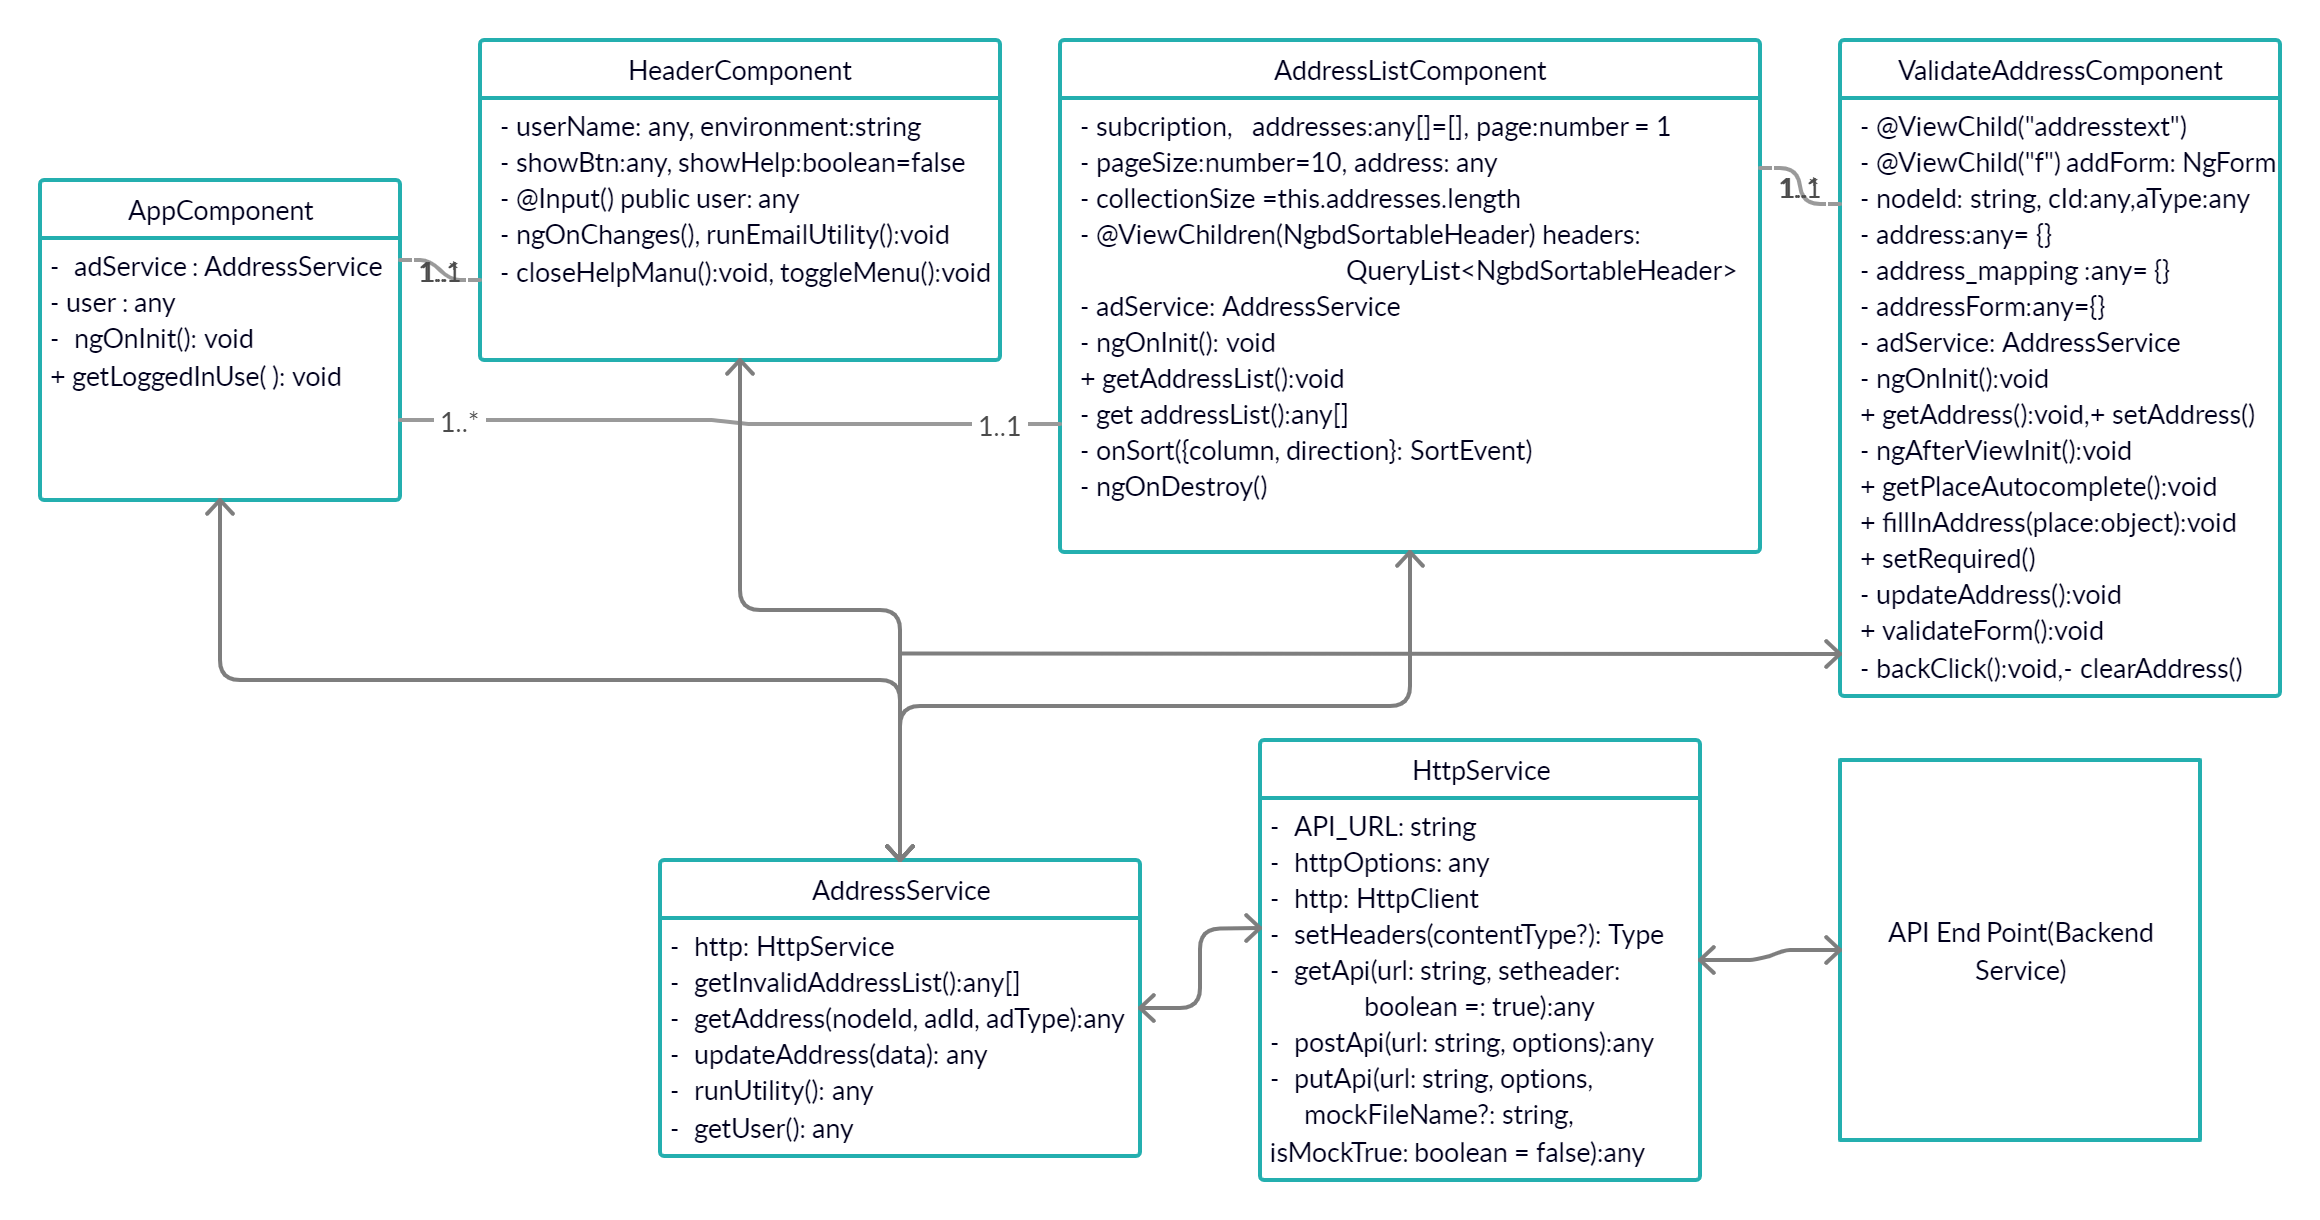 HeaderComponent
- userName: any, environment:string
- showBtn:any, showHelp:boolean=false
- @Input() public user: any
- ngOnChanges(), runEmailUtility():void
- closeHelpManu():void, toggleMenu():void
AddressListComponent
- subcription,   addresses:any[]=[], page:number = 1
- pageSize:number=10, address: any
- collectionSize =this.addresses.length
- @ViewChildren(NgbdSortableHeader) headers:
QueryList<NgbdSortableHeader>
- adService: AddressService
- ngOnInit(): void
+ getAddressList():void
- get addressList():any[]
- onSort({column, direction}: SortEvent)
- ngOnDestroy()
ValidateAddressComponent
- @ViewChild("addresstext")
- @ViewChild("f") addForm: NgForm
- nodeId: string, cId:any,aType:any
- address:any= {}
- address_mapping :any= {}
- addressForm:any={}
- adService: AddressService
- ngOnInit():void
+ getAddress():void,+ setAddress()
- ngAfterViewInit():void
+ getPlaceAutocomplete():void
+ fillInAddress(place:object):void
+ setRequired()
- updateAddress():void
+ validateForm():void
- backClick():void,- clearAddress()
AppComponent
- adService : AddressService
- user : any
- ngOnInit(): void
+ getLoggedInUse( ): void
1..*
1..1
AddressService
- http: HttpService
- getInvalidAddressList():any[]
- getAddress(nodeId, adId, adType):any
- updateAddress(data): any
- runUtility(): any
- getUser(): any
HttpService
- API_URL: string
- httpOptions: any
- http: HttpClient
- setHeaders(contentType?): Type
- getApi(url: string, setheader:
boolean =: true):any
- postApi(url: string, options):any
- putApi(url: string, options,
mockFileName?: string,
isMockTrue: boolean = false):any
API End Point(Backend
Service)